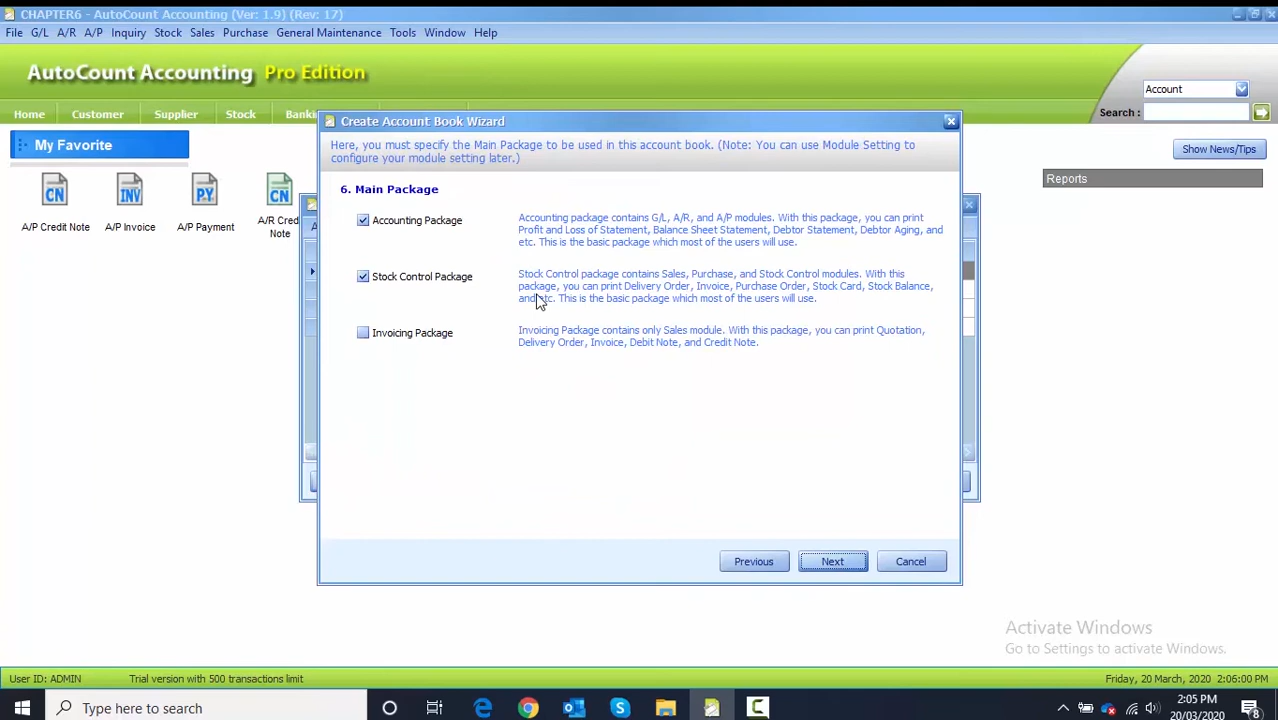 CHAPTER6 - AutoCount Accounting (Ver: 1.9) (Rev: 17)
File G/L A/R A/P Inquiry Stock Sales Purchase General Maintenance Tools Window Help
AutoCount Accounting Pro Edition
Account
Search :
Home Customer Supplier Stock
Show News/Tips
My Favorite
Reports
CN
INV
PY
CN
A/P Credit Note
A/P Invoice
A/P Payment
A/R Cred
Note
Create Account Book Wizard
Here, you must specify the Main Package to be used in this account book. (Note: You can use Module Setting to
configure your module setting later.)
6. Main Package
Accounting Package
Accounting package contains G/L, A/R, and A/P modules. With this package, you can print
Profit and Loss of Statement, Balance Sheet Statement, Debtor Statement, Debtor Aging, and
etc. This is the basic package which most of the users will use.
Stock Control Package
Stock Control package contains Sales, Purchase, and Stock Control modules. With this
package, you can print Delivery Order, Invoice, Purchase Order, Stock Card, Stock Balance,
and etc. This is the basic package which most of the users will use.
Invoicing Package
Invoicing Package contains only Sales module. With this package, you can print Quotation,
Delivery Order, Invoice, Debit Note, and Credit Note.
Previous Next Cancel
Activate Windows
Go to Settings to activate Windows.
User ID: ADMIN Trial version with 500 transactions limit Friday, 20 March, 2020 2:06:00 PM
Type here to search
2:05 PM
20/03/2020
8